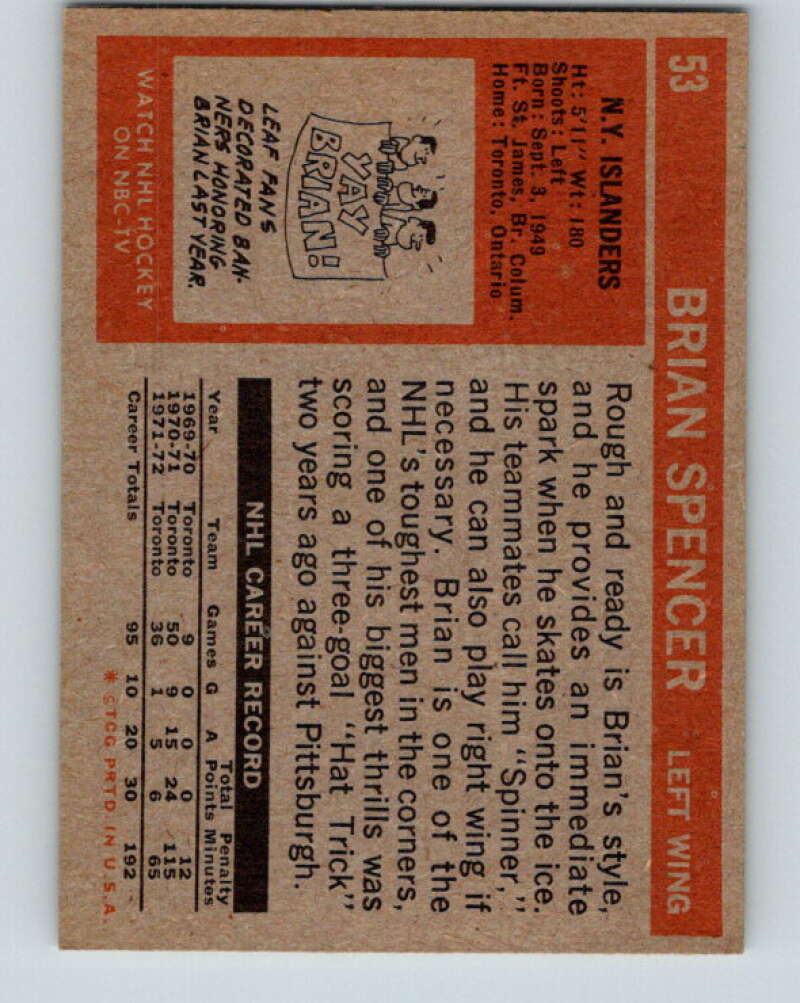 53 BRIAN SPENCER LEFT WING
N.Y. ISLANDERS
Ht: 5'11" Wt: 180
Shoots: Left
Born: Sept. 3, 1949
Ft. St. James, Br. Colum.
Home: Toronto, Ontario
YAY
BRIAN!
LEAF FANS
DECORATED BAN-
NERS HONORING
BRIAN LAST YEAR.
WATCH NHL HOCKEY
ON NBC-TV
Rough and ready is Brian's style,
and he provides an immediate
spark when he skates onto the ice.
His teammates call him "Spinner,"
and he can also play right wing if
necessary. Brian is one of the
NHL's toughest men in the corners,
and one of his biggest thrills was
scoring a three-goal "Hat Trick"
two years ago against Pittsburgh.
NHL CAREER RECORD
Total Penalty
Year Team Games G A Points Minutes
1969-70 Toronto 9 0 0 0 12
1970-71 Toronto 50 9 15 24 115
1971-72 Toronto 36 1 5 6 65
Career Totals 95 10 20 30 192
* ©TCG PRTD. IN U.S.A.